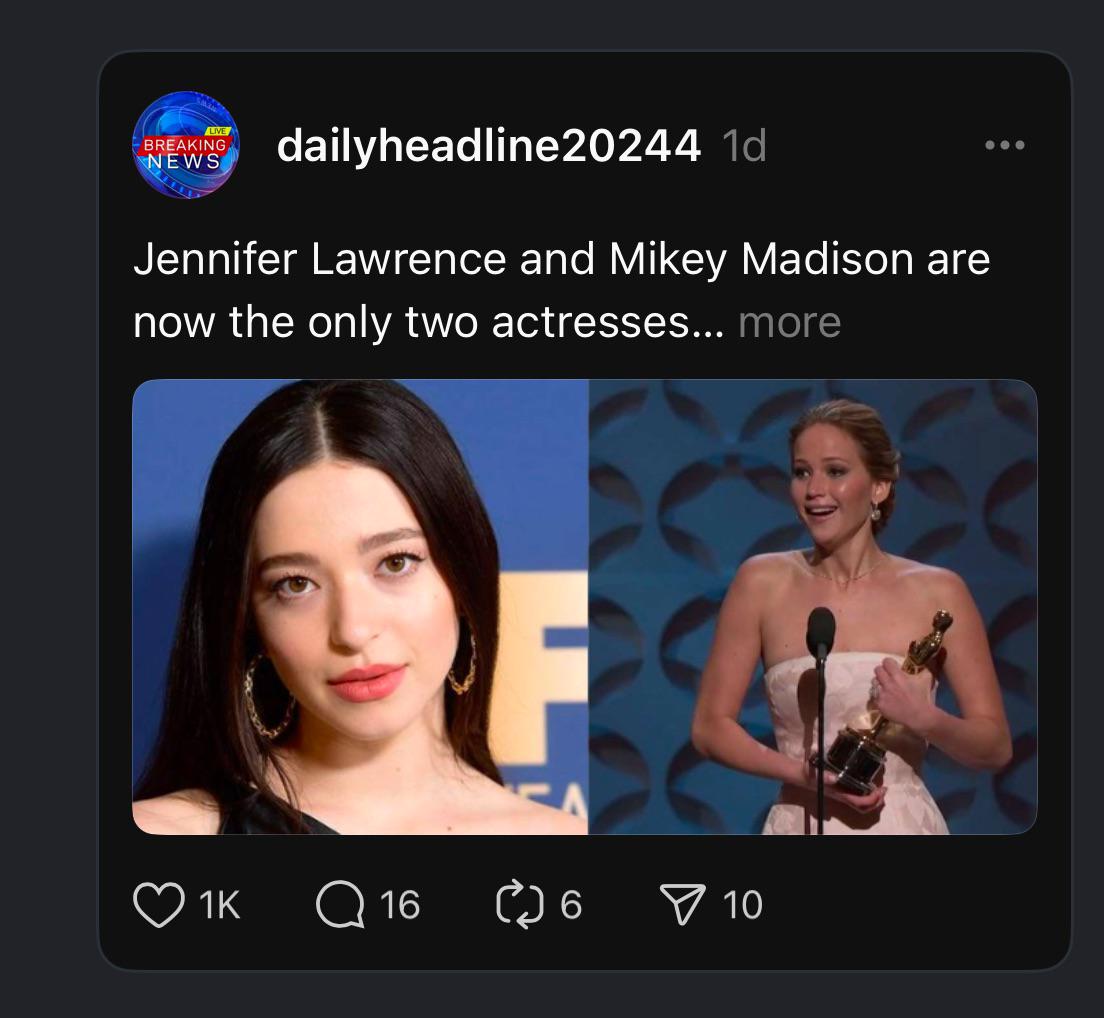 LIVE
BREAKING
NEWS
dailyheadline20244 1d
Jennifer Lawrence and Mikey Madison are
now the only two actresses... more
1K 16 6 10